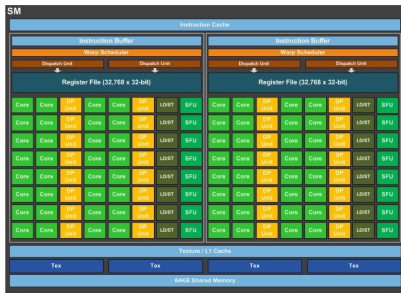 SM
Instruction Cache
Instruction Buffer Instruction Buffer
Warp Scheduler Warp Scheduler
Dispatch Unit Dispatch Unit Dispatch Unit Dispatch Unit
Register File (32,768 x 32-bit) Register File (32,768 x 32-bit)
Core Core DP Unit Core Core DP Unit LD/ST SFU Core Core DP Unit Core Core DP Unit LD/ST SFU
Core Core DP Unit Core Core DP Unit LD/ST SFU Core Core DP Unit Core Core DP Unit LD/ST SFU
Core Core DP Unit Core Core DP Unit LD/ST SFU Core Core DP Unit Core Core DP Unit LD/ST SFU
Core Core DP Unit Core Core DP Unit LD/ST SFU Core Core DP Unit Core Core DP Unit LD/ST SFU
Core Core DP Unit Core Core DP Unit LD/ST SFU Core Core DP Unit Core Core DP Unit LD/ST SFU
Core Core DP Unit Core Core DP Unit LD/ST SFU Core Core DP Unit Core Core DP Unit LD/ST SFU
Core Core DP Unit Core Core DP Unit LD/ST SFU Core Core DP Unit Core Core DP Unit LD/ST SFU
Core Core DP Unit Core Core DP Unit LD/ST SFU Core Core DP Unit Core Core DP Unit LD/ST SFU
Texture / L1 Cache
Tex Tex Tex Tex
64KB Shared Memory